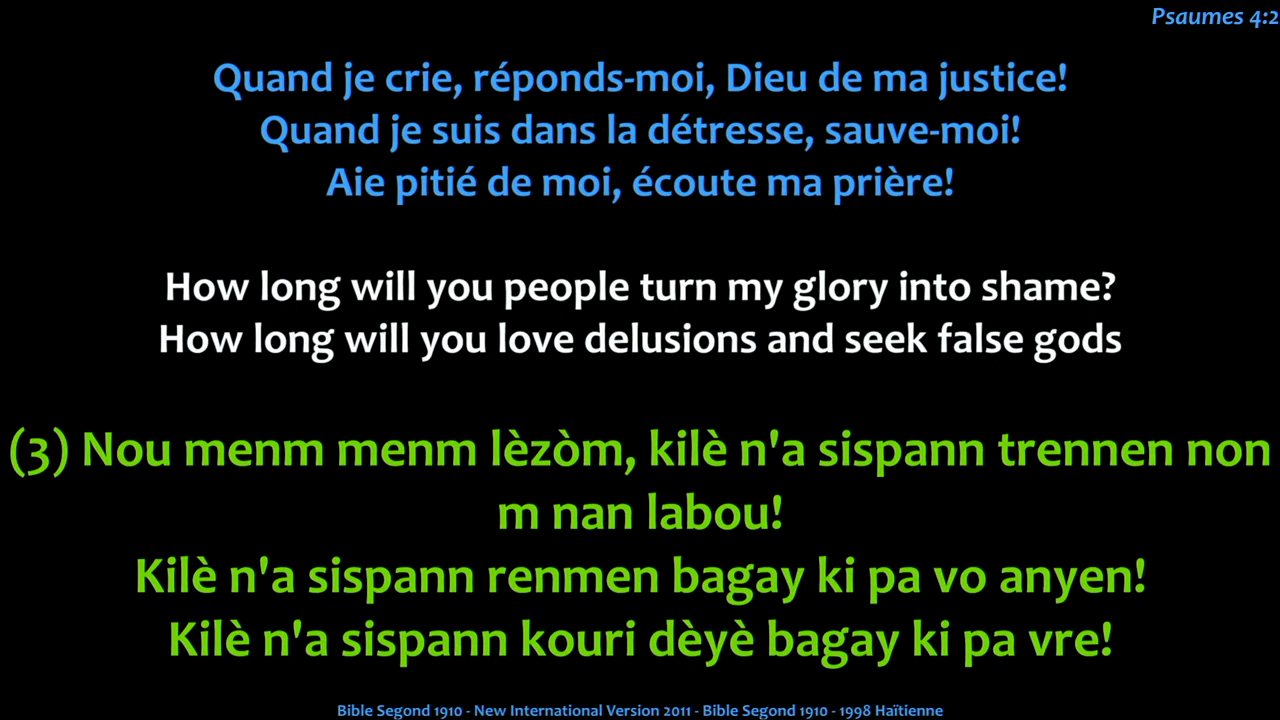 Psaumes 4:2
Quand je crie, réponds-moi, Dieu de ma justice!
Quand je suis dans la détresse, sauve-moi!
Aie pitié de moi, écoute ma prière!
How long will you people turn my glory into shame?
How long will you love delusions and seek false gods
(3) Nou menm menm lèzòm, kilè n'a sispann trennen non
m nan labou!
Kilè n'a sispann renmen bagay ki pa vo anyen!
Kilè n'a sispann kouri dèyè bagay ki pa vre!
Bible Segond 1910 - New International Version 2011 - Bible Segond 1910 - 1998 Haïtienne